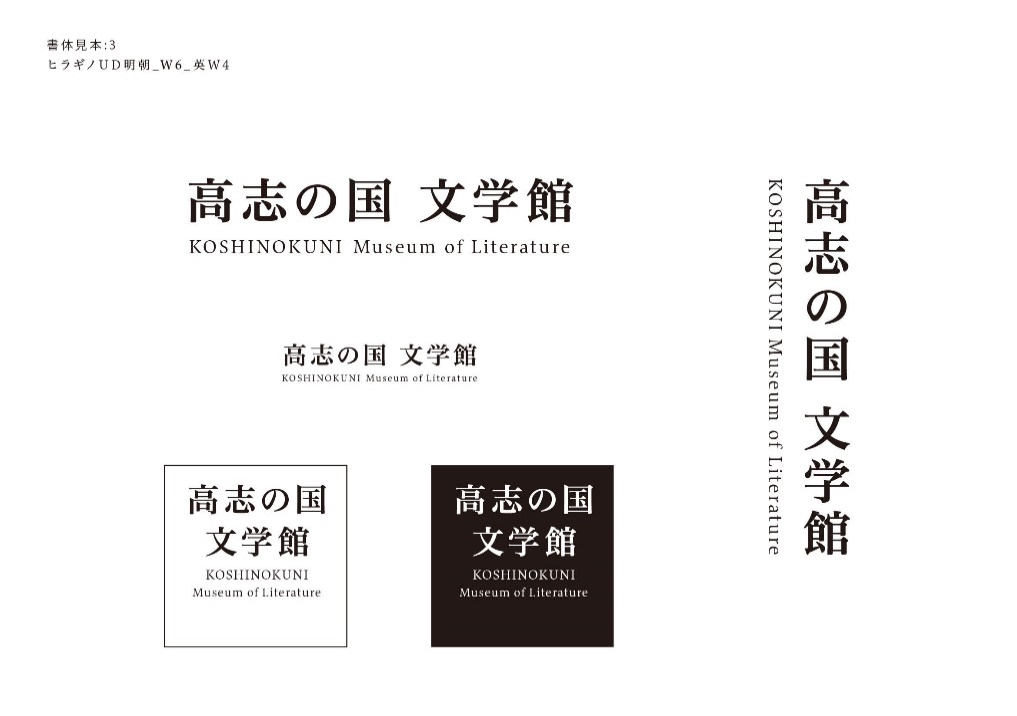 書体見本:3
ヒラギノUD明朝_W6_英W4
高志の国 文学館
KOSHINOKUNI Museum of Literature
高志の国 文学館
KOSHINOKUNI Museum of Literature
高志の国
文学館
KOSHINOKUNI
Museum of Literature
高志の国
文学館
KOSHINOKUNI
Museum of Literature
高志の国 文学館
KOSHINOKUNI Museum of Literature